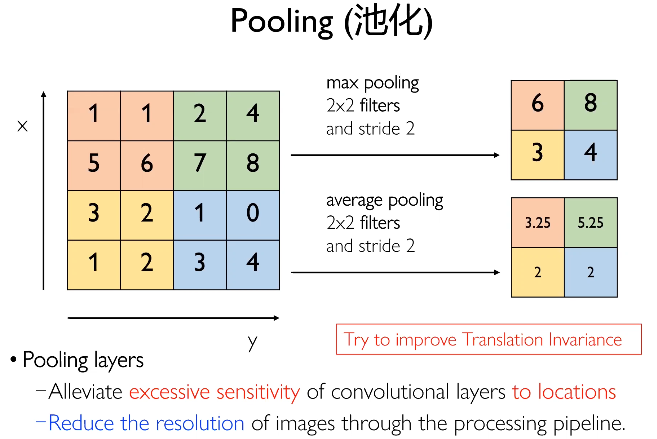 Pooling (池化)
x
1 1 2 4
5 6 7 8
3 2 1 0
1 2 3 4
y
max pooling
2x2 filters
and stride 2
6 8
3 4
average pooling
2x2 filters
and stride 2
3.25 5.25
2 2
Try to improve Translation Invariance
• Pooling layers
–Alleviate excessive sensitivity of convolutional layers to locations
–Reduce the resolution of images through the processing pipeline.